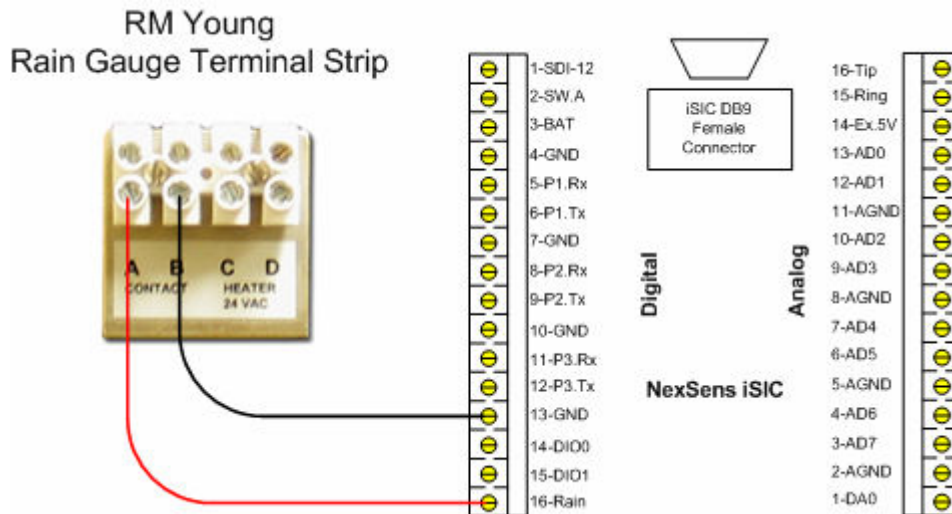 RM Young
Rain Gauge Terminal Strip
A B C D
CONTACT HEATER
24 VAC
1-SDI-12
2-SW.A
3-BAT
4-GND
5-P1.Rx
6-P1.Tx
7-GND
8-P2.Rx
9-P2.Tx
10-GND
11-P3.Rx
12-P3.Tx
13-GND
14-DIO0
15-DIO1
16-Rain
iSIC DB9
Female
Connector
Digital
Analog
NexSens iSIC
16-Tip
15-Ring
14-Ex.5V
13-AD0
12-AD1
11-AGND
10-AD2
9-AD3
8-AGND
7-AD4
6-AD5
5-AGND
4-AD6
3-AD7
2-AGND
1-DA0